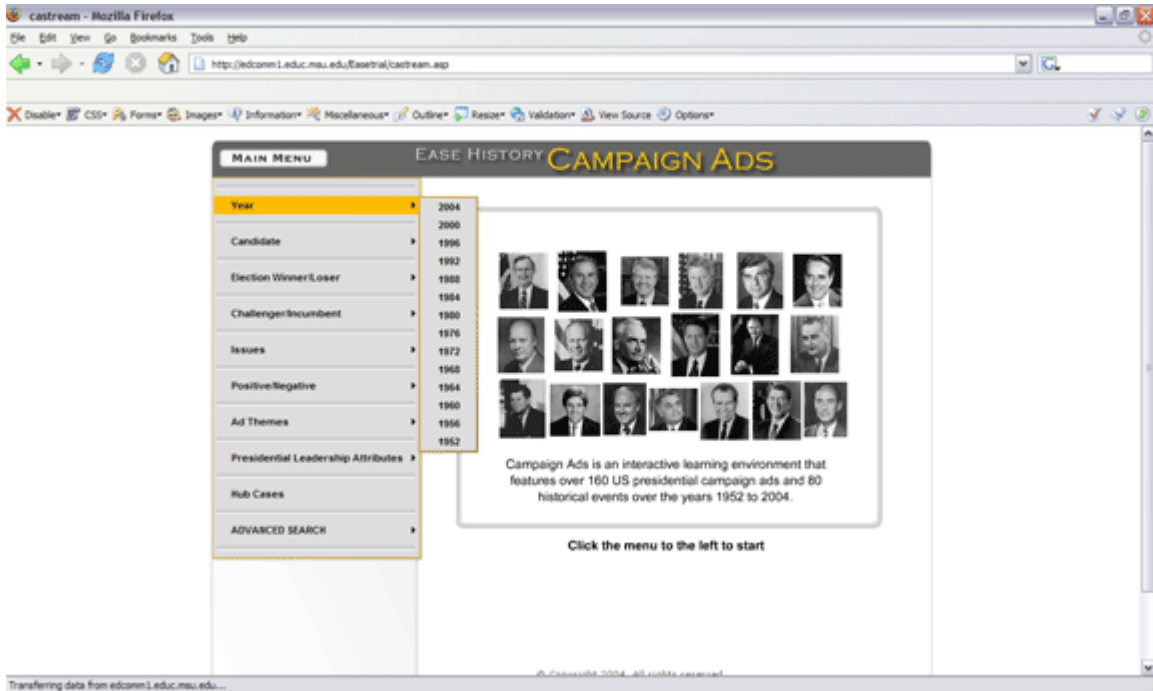 castream - Mozilla Firefox
File Edit View Go Bookmarks Tools Help
http://edcomm1.educ.msu.edu/Easetrial/castream.asp
Disable CSS Forms Images Information Miscellaneous Outline Resize Validation View Source Options
MAIN MENU
EASE HISTORY CAMPAIGN ADS
Year
Candidate
Election Winner/Loser
Challenger/Incumbent
Issues
Positive/Negative
Ad Themes
Presidential Leadership Attributes
Hub Cases
ADVANCED SEARCH
2004
2000
1996
1992
1988
1984
1980
1976
1972
1968
1964
1960
1956
1952
Campaign Ads is an interactive learning environment that
features over 160 US presidential campaign ads and 80
historical events over the years 1952 to 2004.
Click the menu to the left to start
© Copyright 2004 All rights reserved
Transferring data from edcomm1.educ.msu.edu...